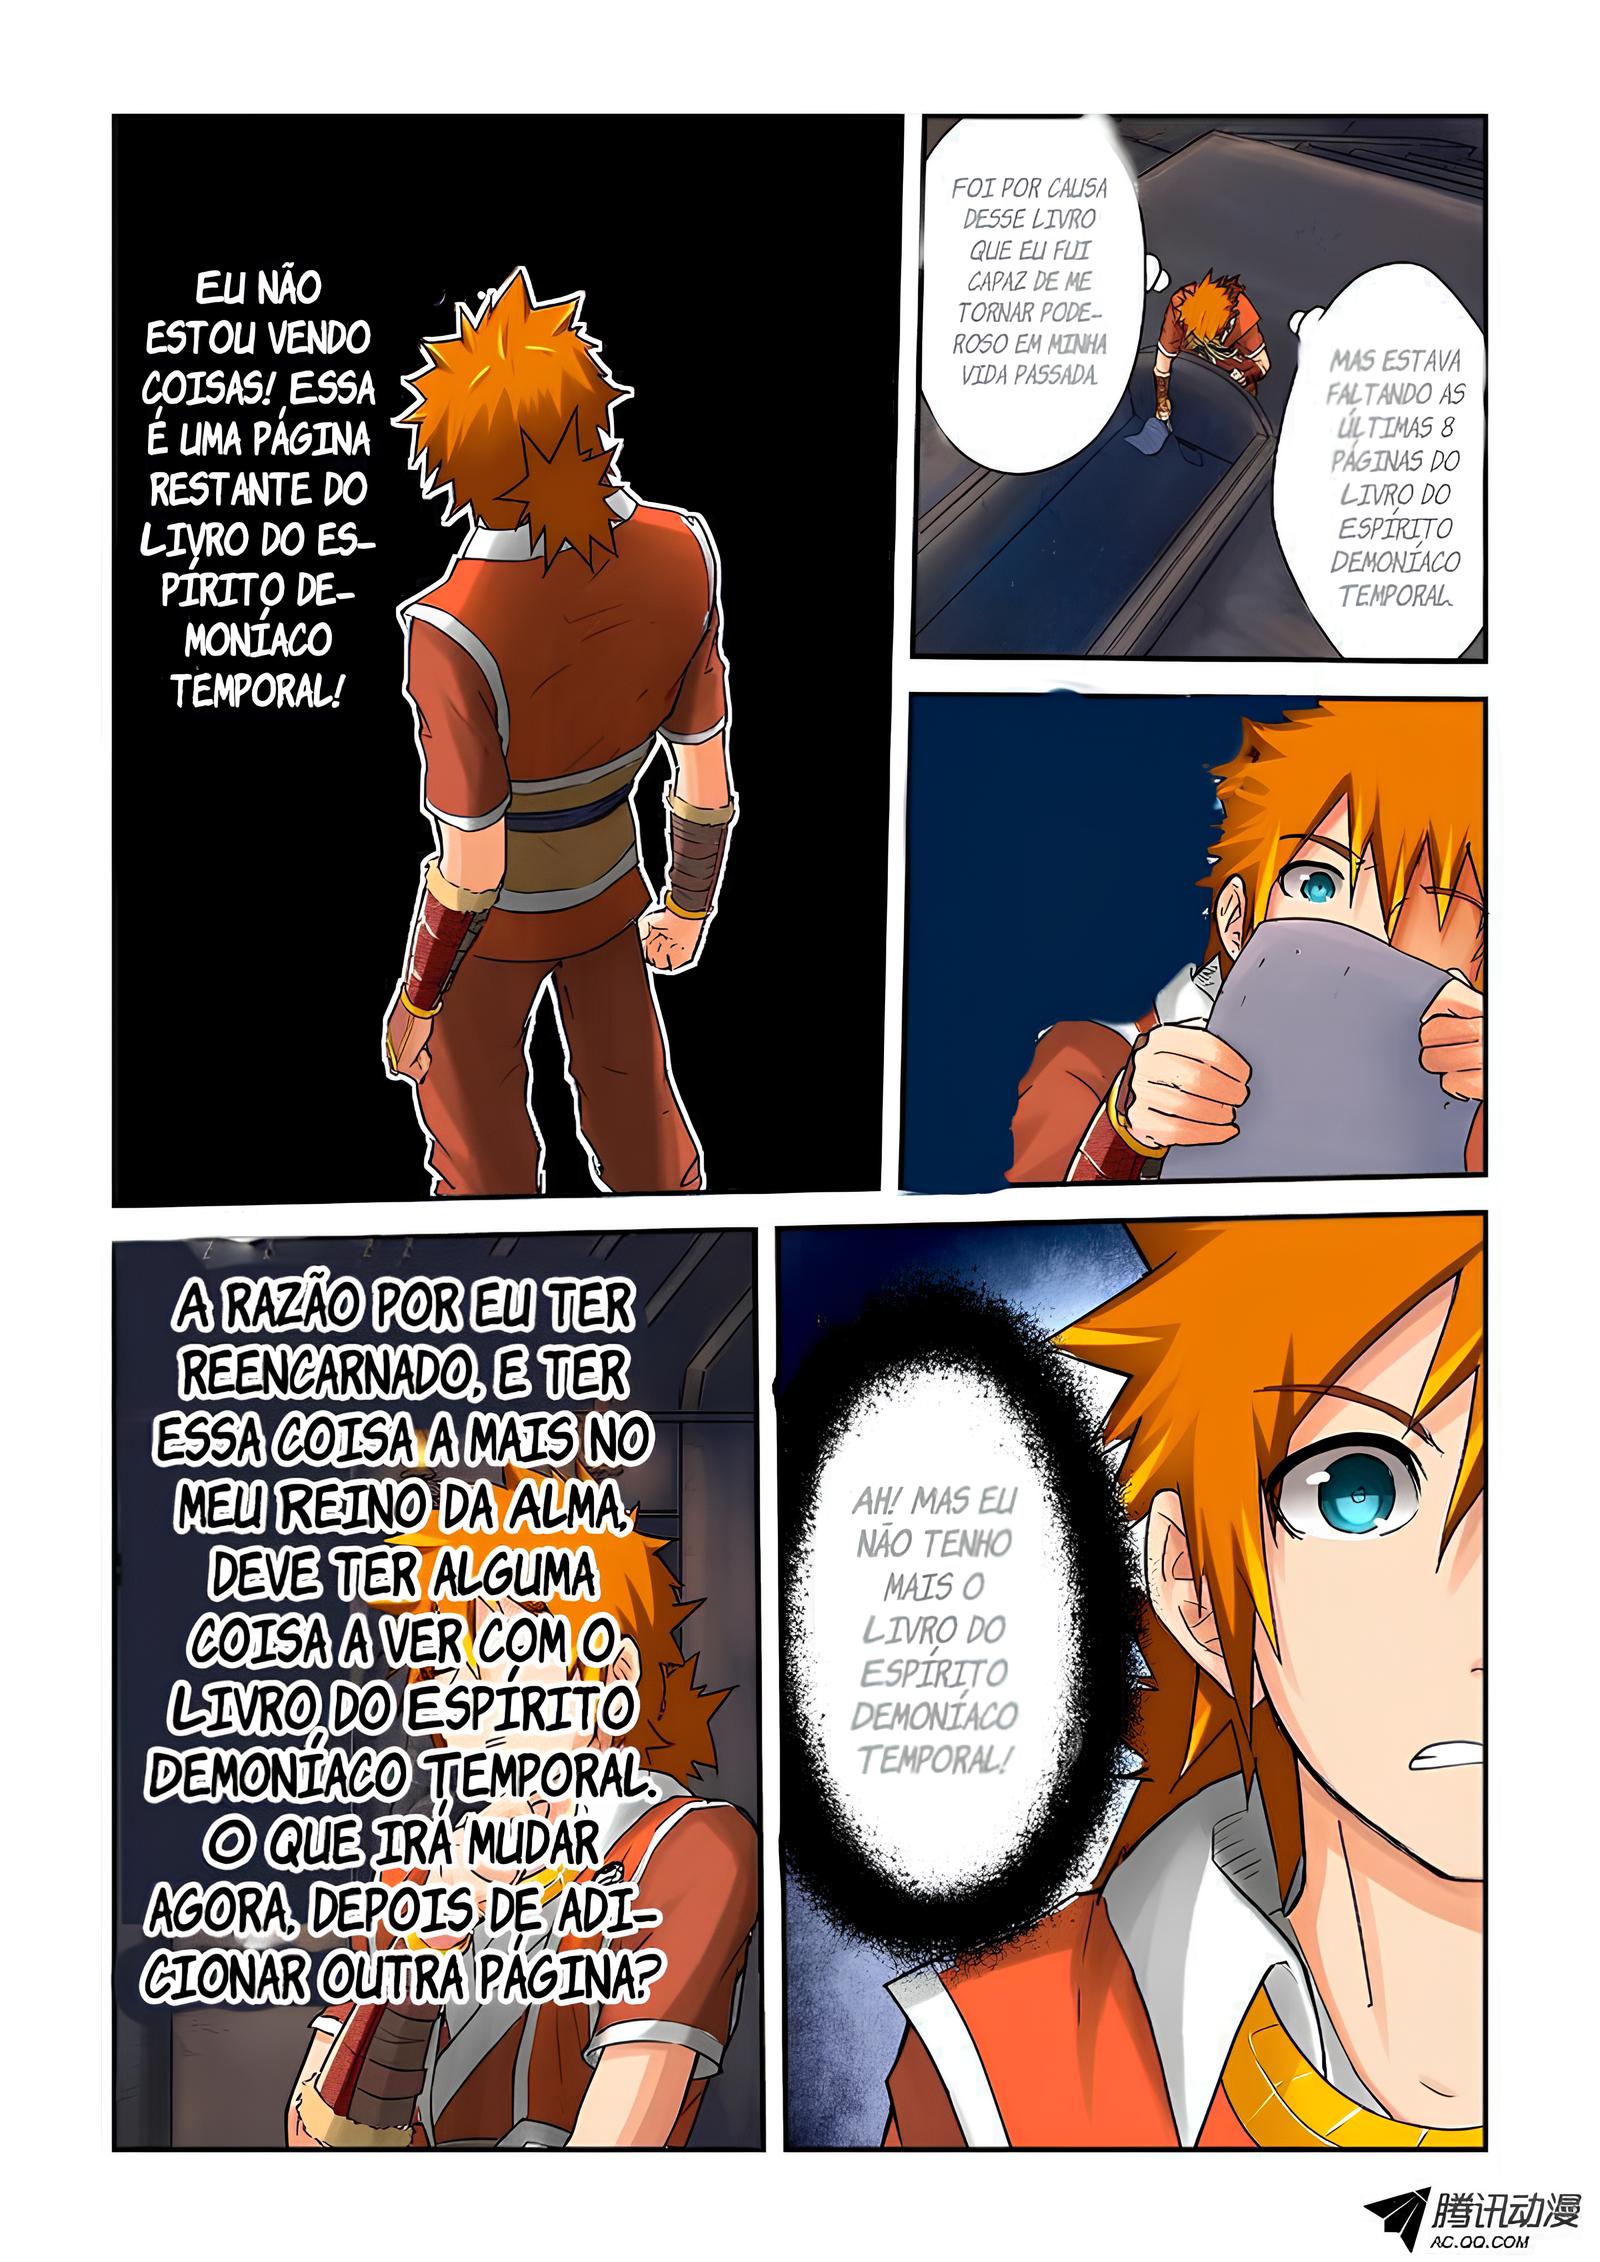 FOI POR CAUSA
DESSE LIVRO
QUE EU FUI
CAPAZ DE ME
TORNAR PODE-
ROSO EM MINHA
VIDA PASSADA.
MAS ESTAVA
FALTANDO AS
ÚLTIMAS 8
PÁGINAS DO
LIVRO DO
ESPÍRITO
DEMONÍACO
TEMPORAL.
EU NÃO
ESTOU VENDO
COISAS! ESSA
É UMA PÁGINA
RESTANTE DO
LIVRO DO ES-
PÍRITO DE-
MONÍACO
TEMPORAL!
A RAZÃO POR EU TER
REENCARNADO, E TER
ESSA COISA A MAIS NO
MEU REINO DA ALMA,
DEVE TER ALGUMA
COISA A VER COM O
LIVRO DO ESPÍRITO
DEMONÍACO TEMPORAL.
O QUE IRÁ MUDAR
AGORA, DEPOIS DE ADI-
CIONAR OUTRA PÁGINA?
AH! MAS EU
NÃO TENHO
MAIS O
LIVRO DO
ESPÍRITO
DEMONÍACO
TEMPORAL!
腾讯动漫
AC.QQ.COM